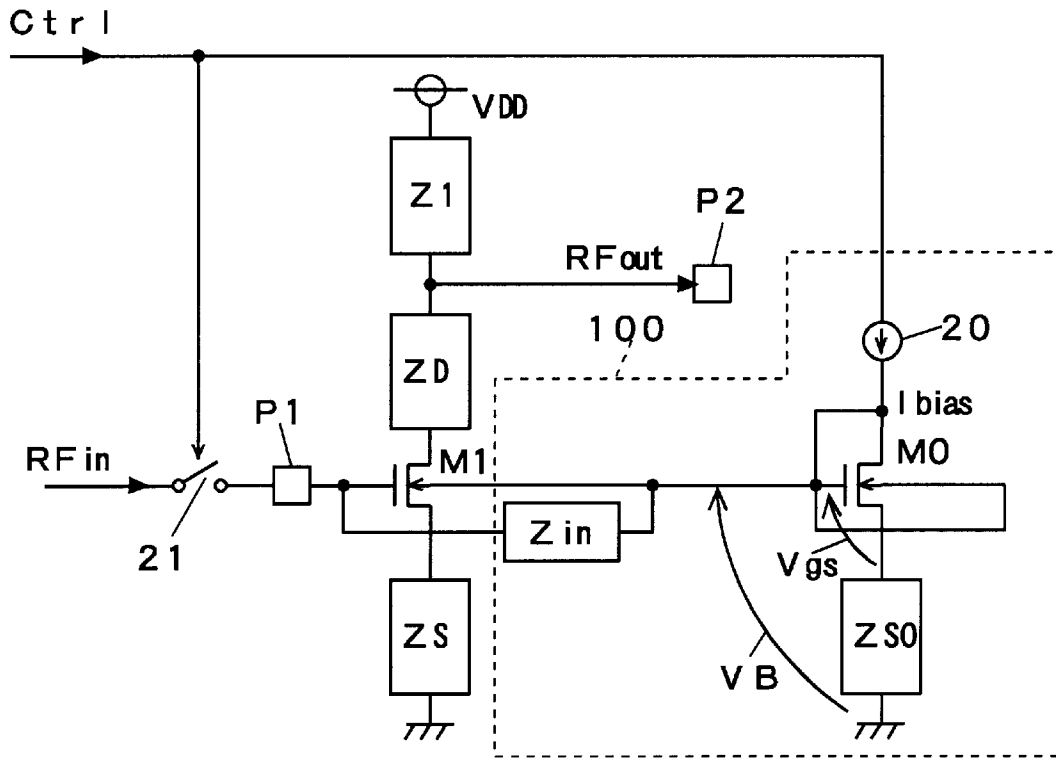 Ctrl
VDD
Z1
P2
RFout
100
20
ZD
Ibias
P1
RFin
M1
M0
21
Zin
Vgs
ZS
ZS0
VB